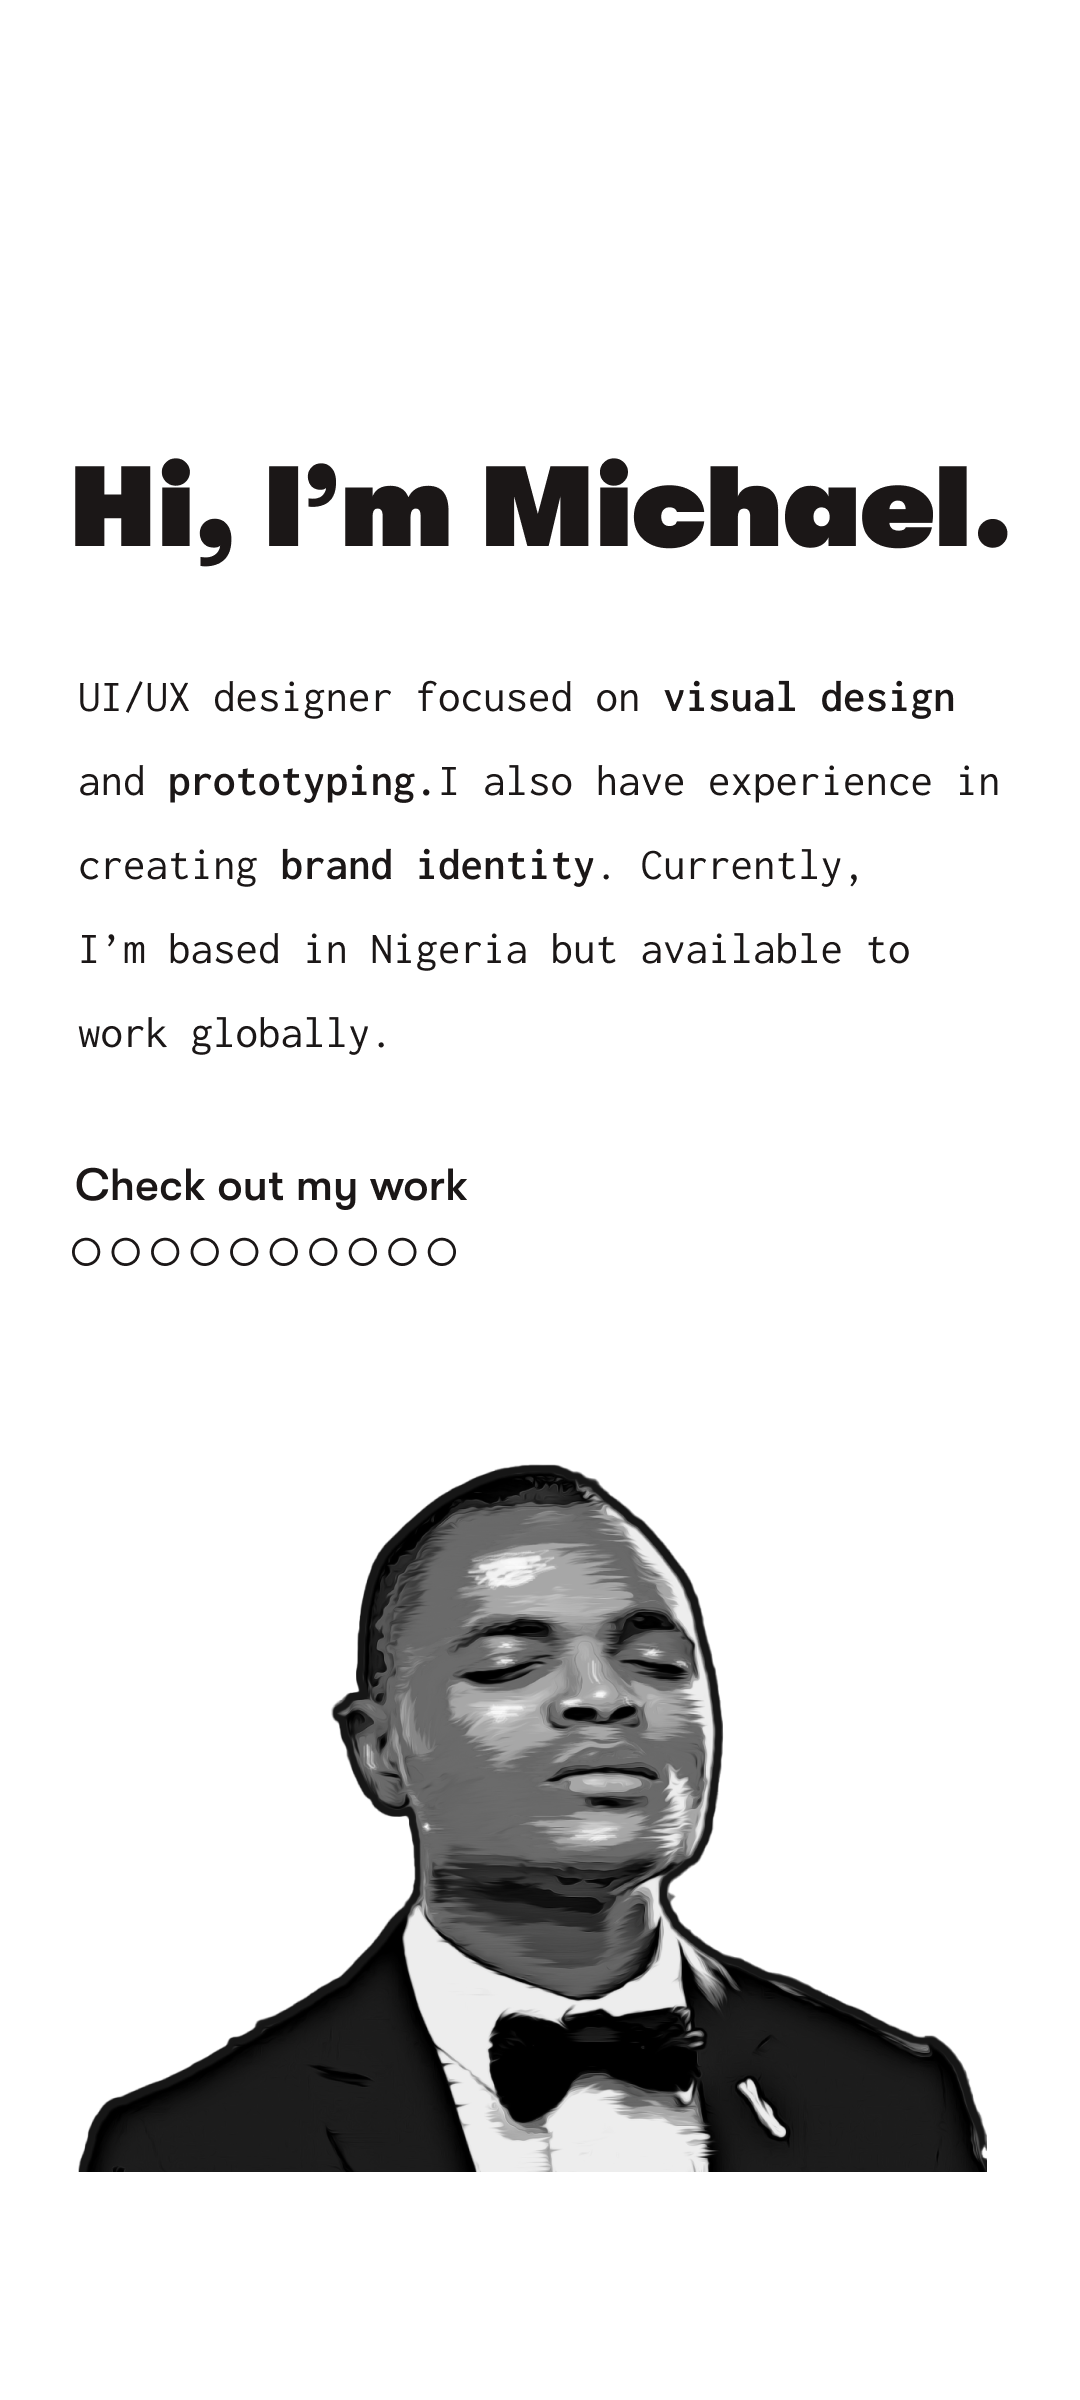 Hi, I’m Michael.
UI/UX designer focused on visual design
and prototyping.I also have experience in
creating brand identity. Currently,
I’m based in Nigeria but available to
work globally.
Check out my work